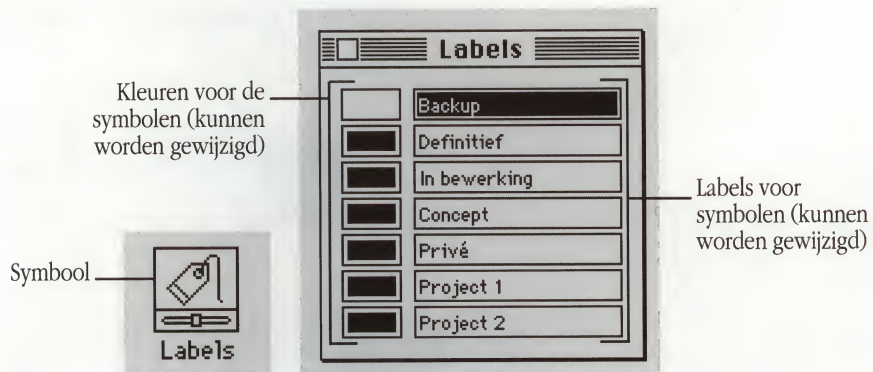 Labels
Kleuren voor de
symbolen (kunnen
worden gewijzigd)
Backup
Definitief
In bewerking
Concept
Privé
Project 1
Project 2
Labels voor
symbolen (kunnen
worden gewijzigd)
Symbool
Labels